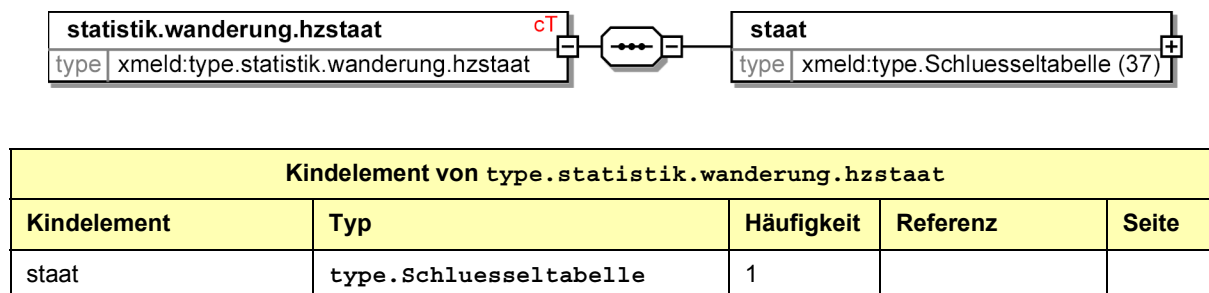 statistik.wanderung.hzstaat cT
type xmeld:type.statistik.wanderung.hzstaat
staat
type xmeld:type.Schluesseltabelle (37)
Kindelement von type.statistik.wanderung.hzstaat
Kindelement Typ Häufigkeit Referenz Seite
staat type.Schluesseltabelle 1